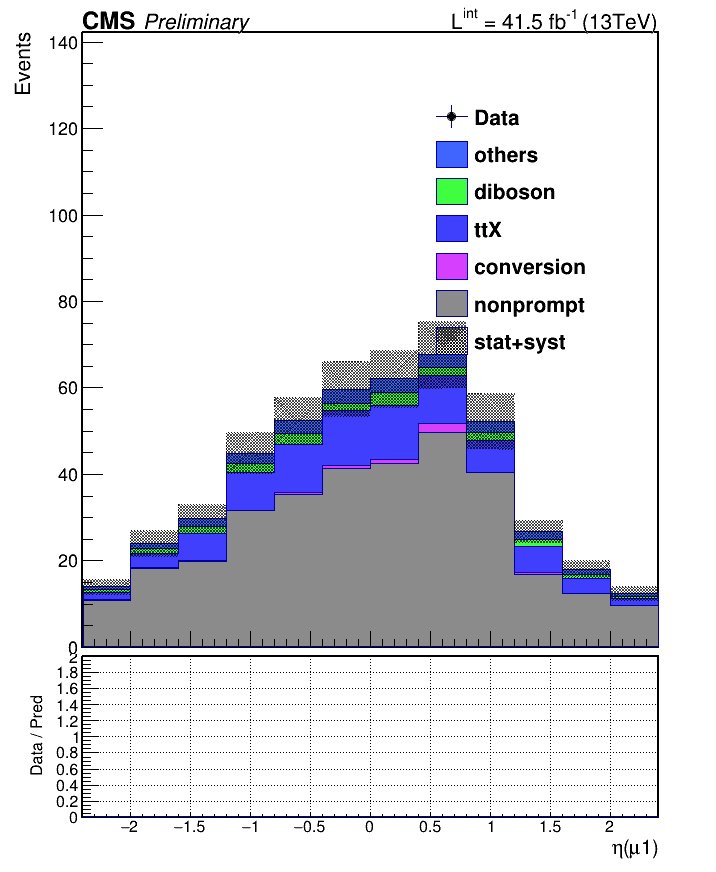 CMS Preliminary
L^int = 41.5 fb^-1 (13TeV)
Events
140
120
100
80
60
40
20
0
Data
others
diboson
ttX
conversion
nonprompt
stat+syst
Data / Pred
2
1.8
1.6
1.4
1.2
1
0.8
0.6
0.4
0.2
0
−2 −1.5 −1 −0.5 0 0.5 1 1.5 2
η(μ1)